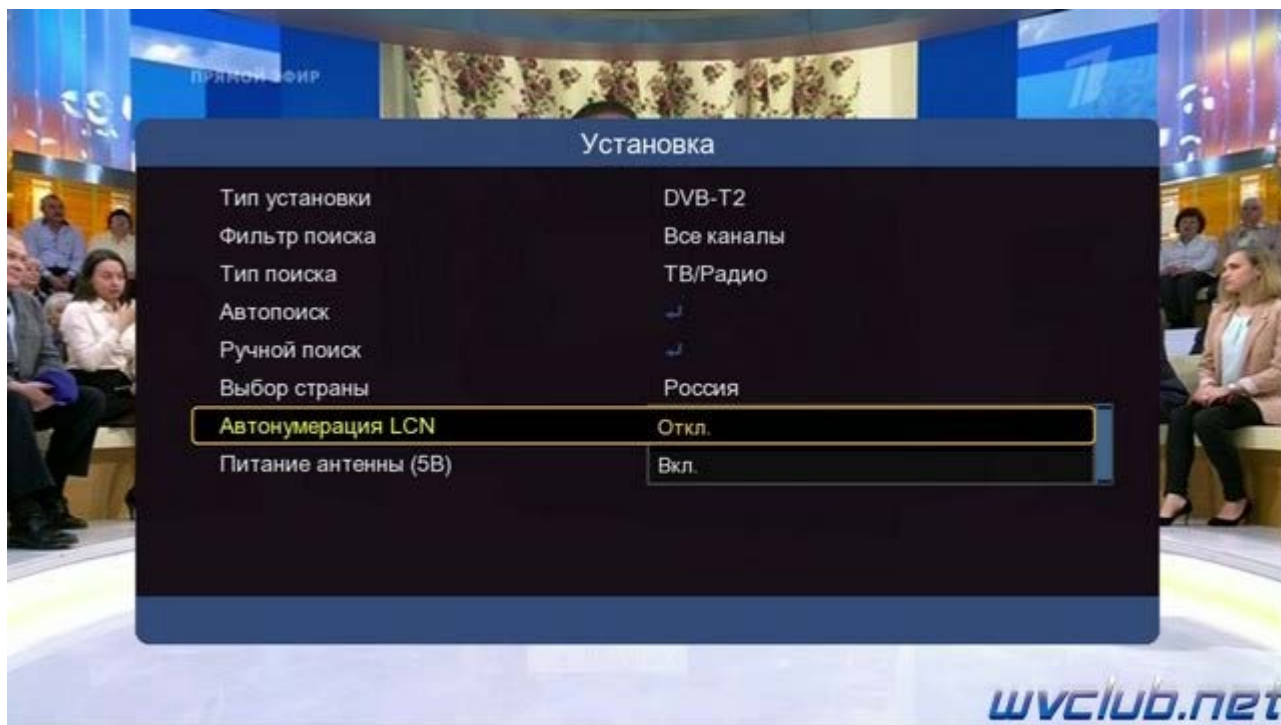 ПРЯМОЙ ЭФИР
Установка
Тип установки DVB-T2
Фильтр поиска Все каналы
Тип поиска ТВ/Радио
Автопоиск
Ручной поиск
Выбор страны Россия
Автонумерация LCN Откл.
Питание антенны (5В) Вкл.
wvclub.net